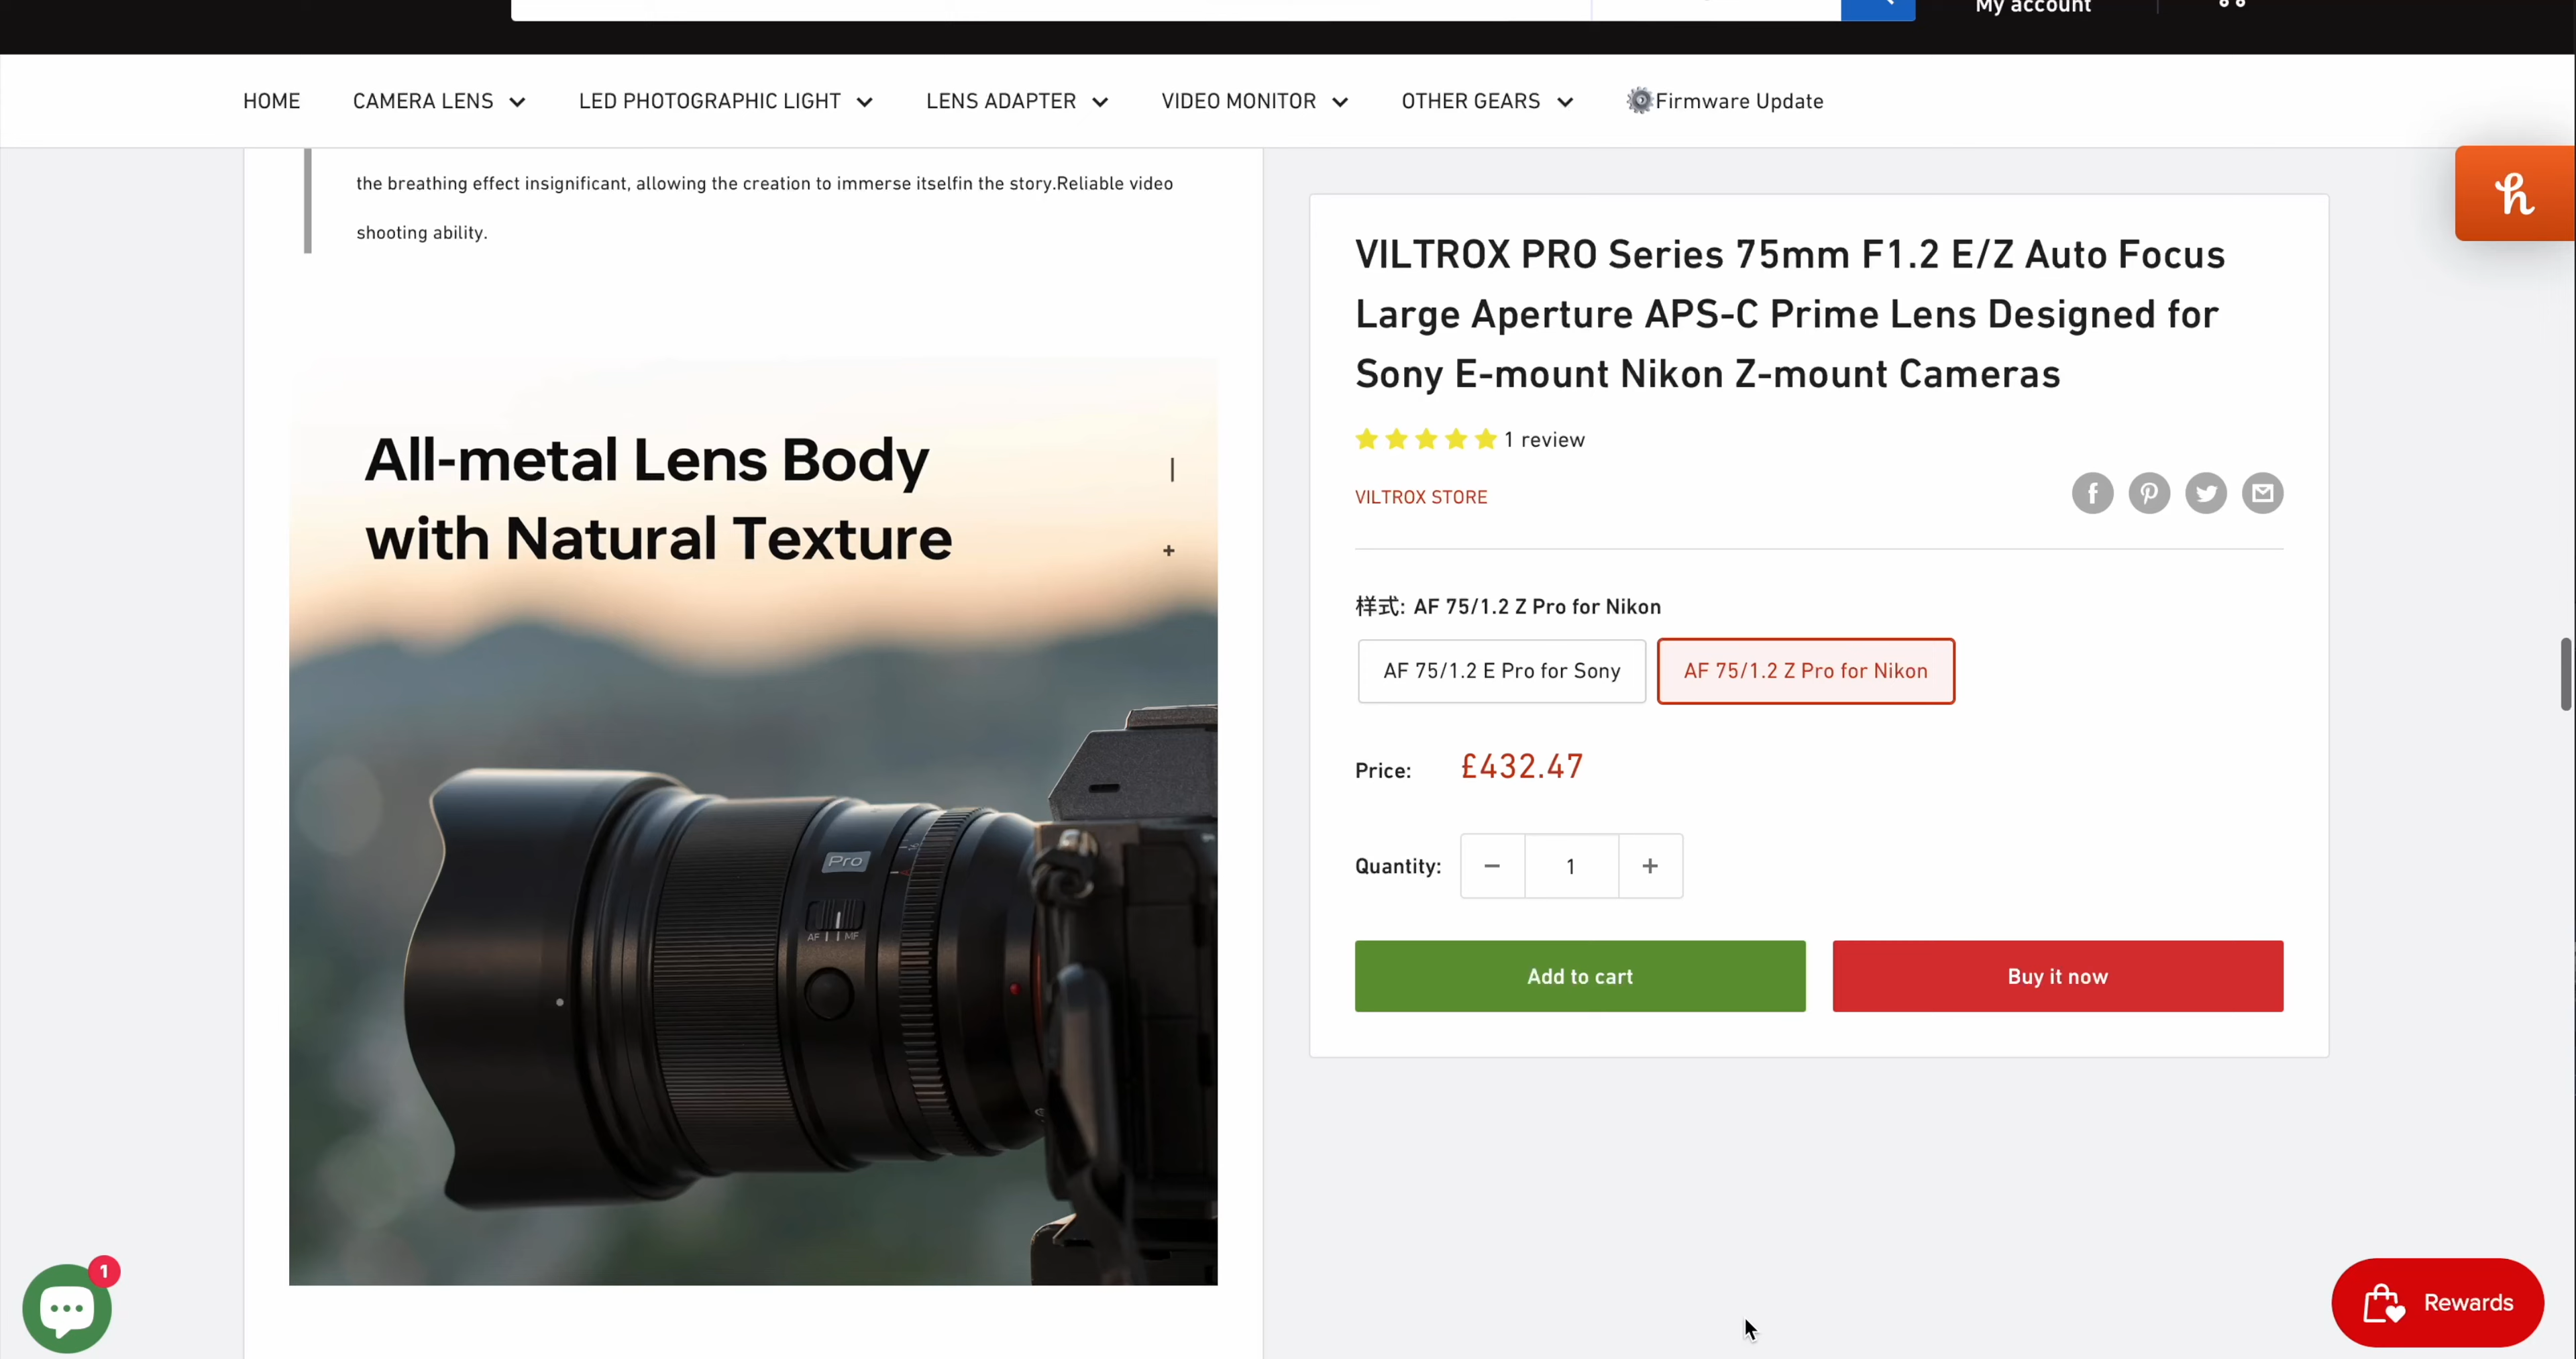 My account
HOME
CAMERA LENS
LED PHOTOGRAPHIC LIGHT
LENS ADAPTER
VIDEO MONITOR
OTHER GEARS
Firmware Update
the breathing effect insignificant, allowing the creation to immerse itselfin the story.Reliable video
shooting ability.
All-metal Lens Body
with Natural Texture
Pro
AF MF
VILTROX PRO Series 75mm F1.2 E/Z Auto Focus
Large Aperture APS-C Prime Lens Designed for
Sony E-mount Nikon Z-mount Cameras
1 review
VILTROX STORE
样式: AF 75/1.2 Z Pro for Nikon
AF 75/1.2 E Pro for Sony
AF 75/1.2 Z Pro for Nikon
Price: £432.47
Quantity: − 1 +
Add to cart
Buy it now
1
Rewards